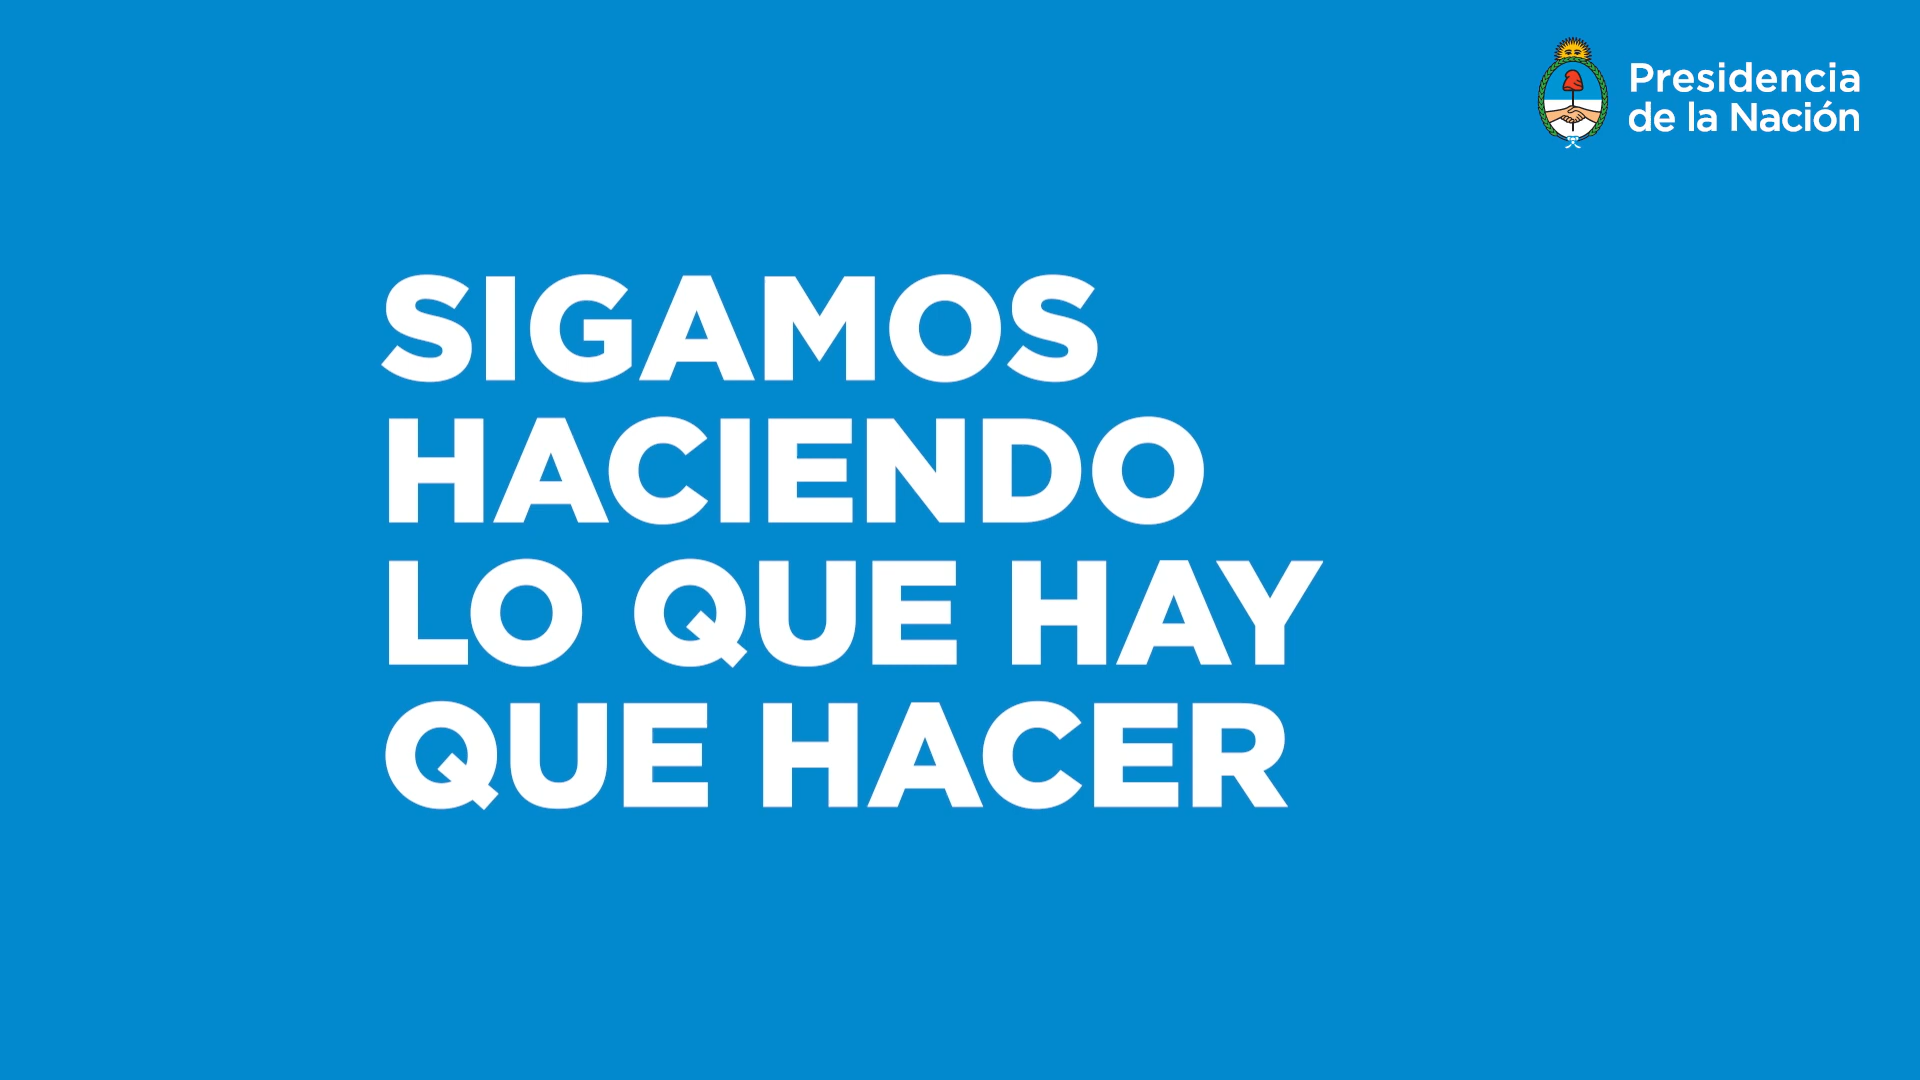 Presidencia
de la Nación
SIGAMOS
HACIENDO
LO QUE HAY
QUE HACER